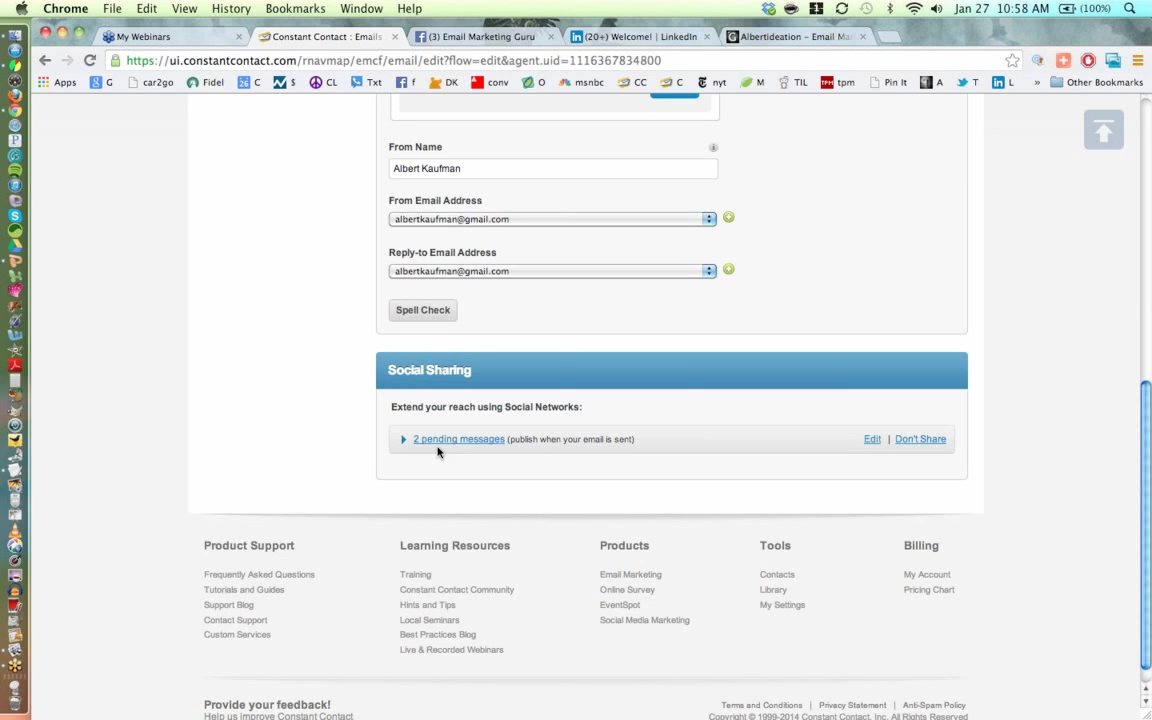 Chrome File Edit View History Bookmarks Window Help Jan 27 10:58 AM (100%)
My Webinars Constant Contact : Emails (3) Email Marketing Guru (20+) Welcome! | LinkedIn Albertideation – Email Ma
https://ui.constantcontact.com/rnavmap/emcf/email/edit?flow=edit&agent.uid=1116367834800
Apps G car2go Fidel 26 C $ CL Txt f DK conv O msnbc CC C nyt TIL tpm Pin It A T L » Other Bookmarks
From Name
Albert Kaufman
From Email Address
albertkaufman@gmail.com
Reply-to Email Address
albertkaufman@gmail.com
Spell Check
Social Sharing
Extend your reach using Social Networks:
2 pending messages (publish when your email is sent) Edit | Don't Share
Product Support Learning Resources Products Tools Billing
Frequently Asked Questions Training Email Marketing Contacts My Account
Tutorials and Guides Constant Contact Community Online Survey Library Pricing Chart
Support Blog Hints and Tips EventSpot My Settings
Contact Support Local Seminars Social Media Marketing
Custom Services Best Practices Blog
Live & Recorded Webinars
Provide your feedback! Terms and Conditions | Privacy Statement | Anti-Spam Policy
Help us improve Constant Contact Copyright © 1999-2014 Constant Contact, Inc. All Rights Reserved